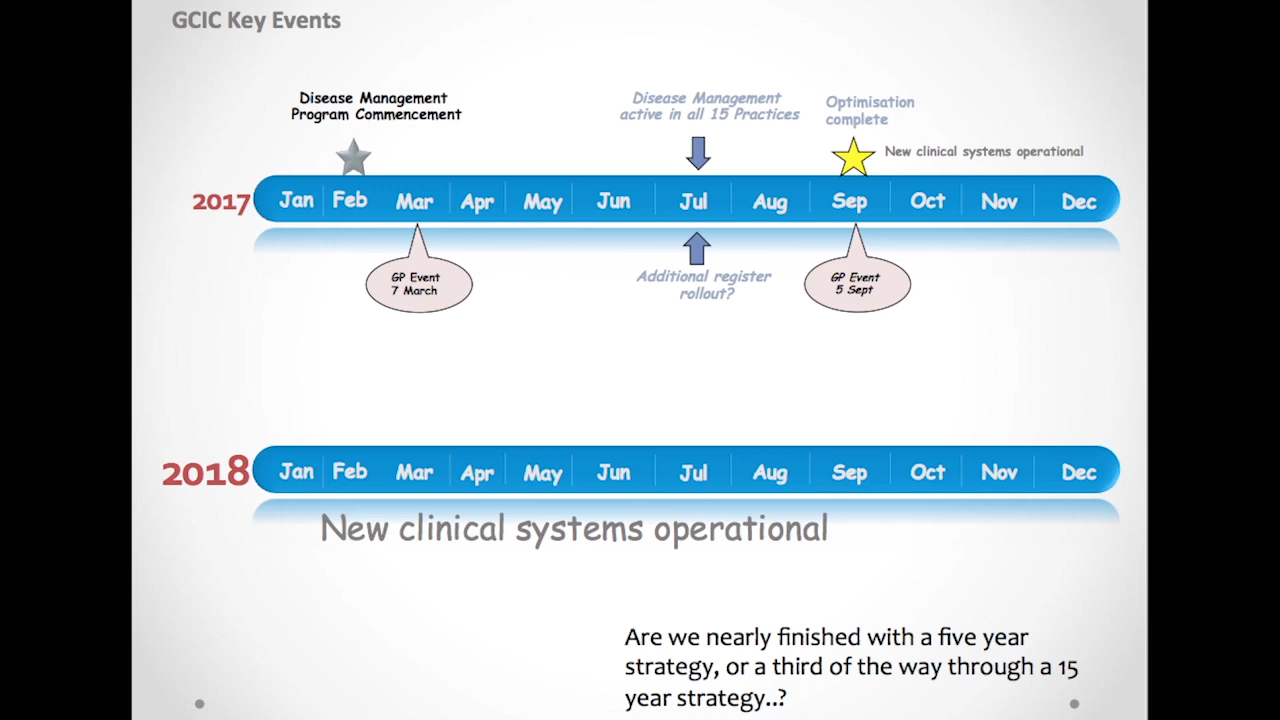 GCIC Key Events
Disease Management
Program Commencement
Disease Management
active in all 15 Practices
Optimisation
complete
New clinical systems operational
2017 Jan Feb Mar Apr May Jun Jul Aug Sep Oct Nov Dec
GP Event
7 March
Additional register
rollout?
GP Event
5 Sept
2018 Jan Feb Mar Apr May Jun Jul Aug Sep Oct Nov Dec
New clinical systems operational
Are we nearly finished with a five year
strategy, or a third of the way through a 15
year strategy..?